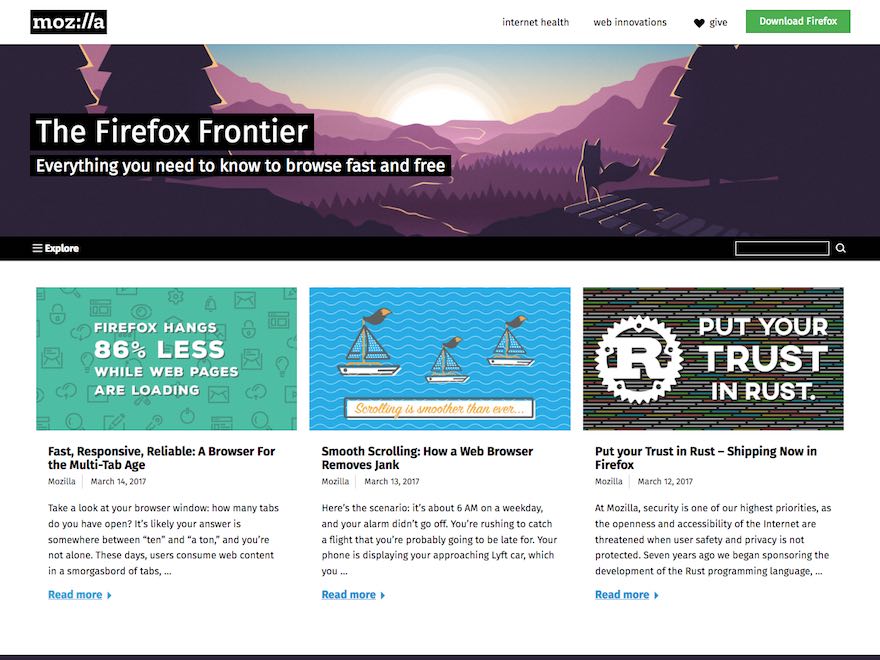 moz://a
internet health
web innovations
give
Download Firefox
The Firefox Frontier
Everything you need to know to browse fast and free
Explore
FIREFOX HANGS
86% LESS
WHILE WEB PAGES
ARE LOADING
Scrolling is smoother than ever...
R
PUT YOUR
TRUST
IN RUST.
Fast, Responsive, Reliable: A Browser For
the Multi-Tab Age
Mozilla
March 14, 2017
Take a look at your browser window: how many tabs
do you have open? It’s likely your answer is
somewhere between “ten” and “a ton,” and you’re
not alone. These days, users consume web content
in a smorgasbord of tabs, ...
Read more
Smooth Scrolling: How a Web Browser
Removes Jank
Mozilla
March 13, 2017
Here’s the scenario: it’s about 6 AM on a weekday,
and your alarm didn’t go off. You’re rushing to catch
a flight that you’re probably going to be late for. Your
phone is displaying your approaching Lyft car, which
you ...
Read more
Put your Trust in Rust – Shipping Now in
Firefox
Mozilla
March 12, 2017
At Mozilla, security is one of our highest priorities, as
the openness and accessibility of the Internet are
threatened when user safety and privacy is not
protected. Seven years ago we began sponsoring the
development of the Rust programming language, ...
Read more